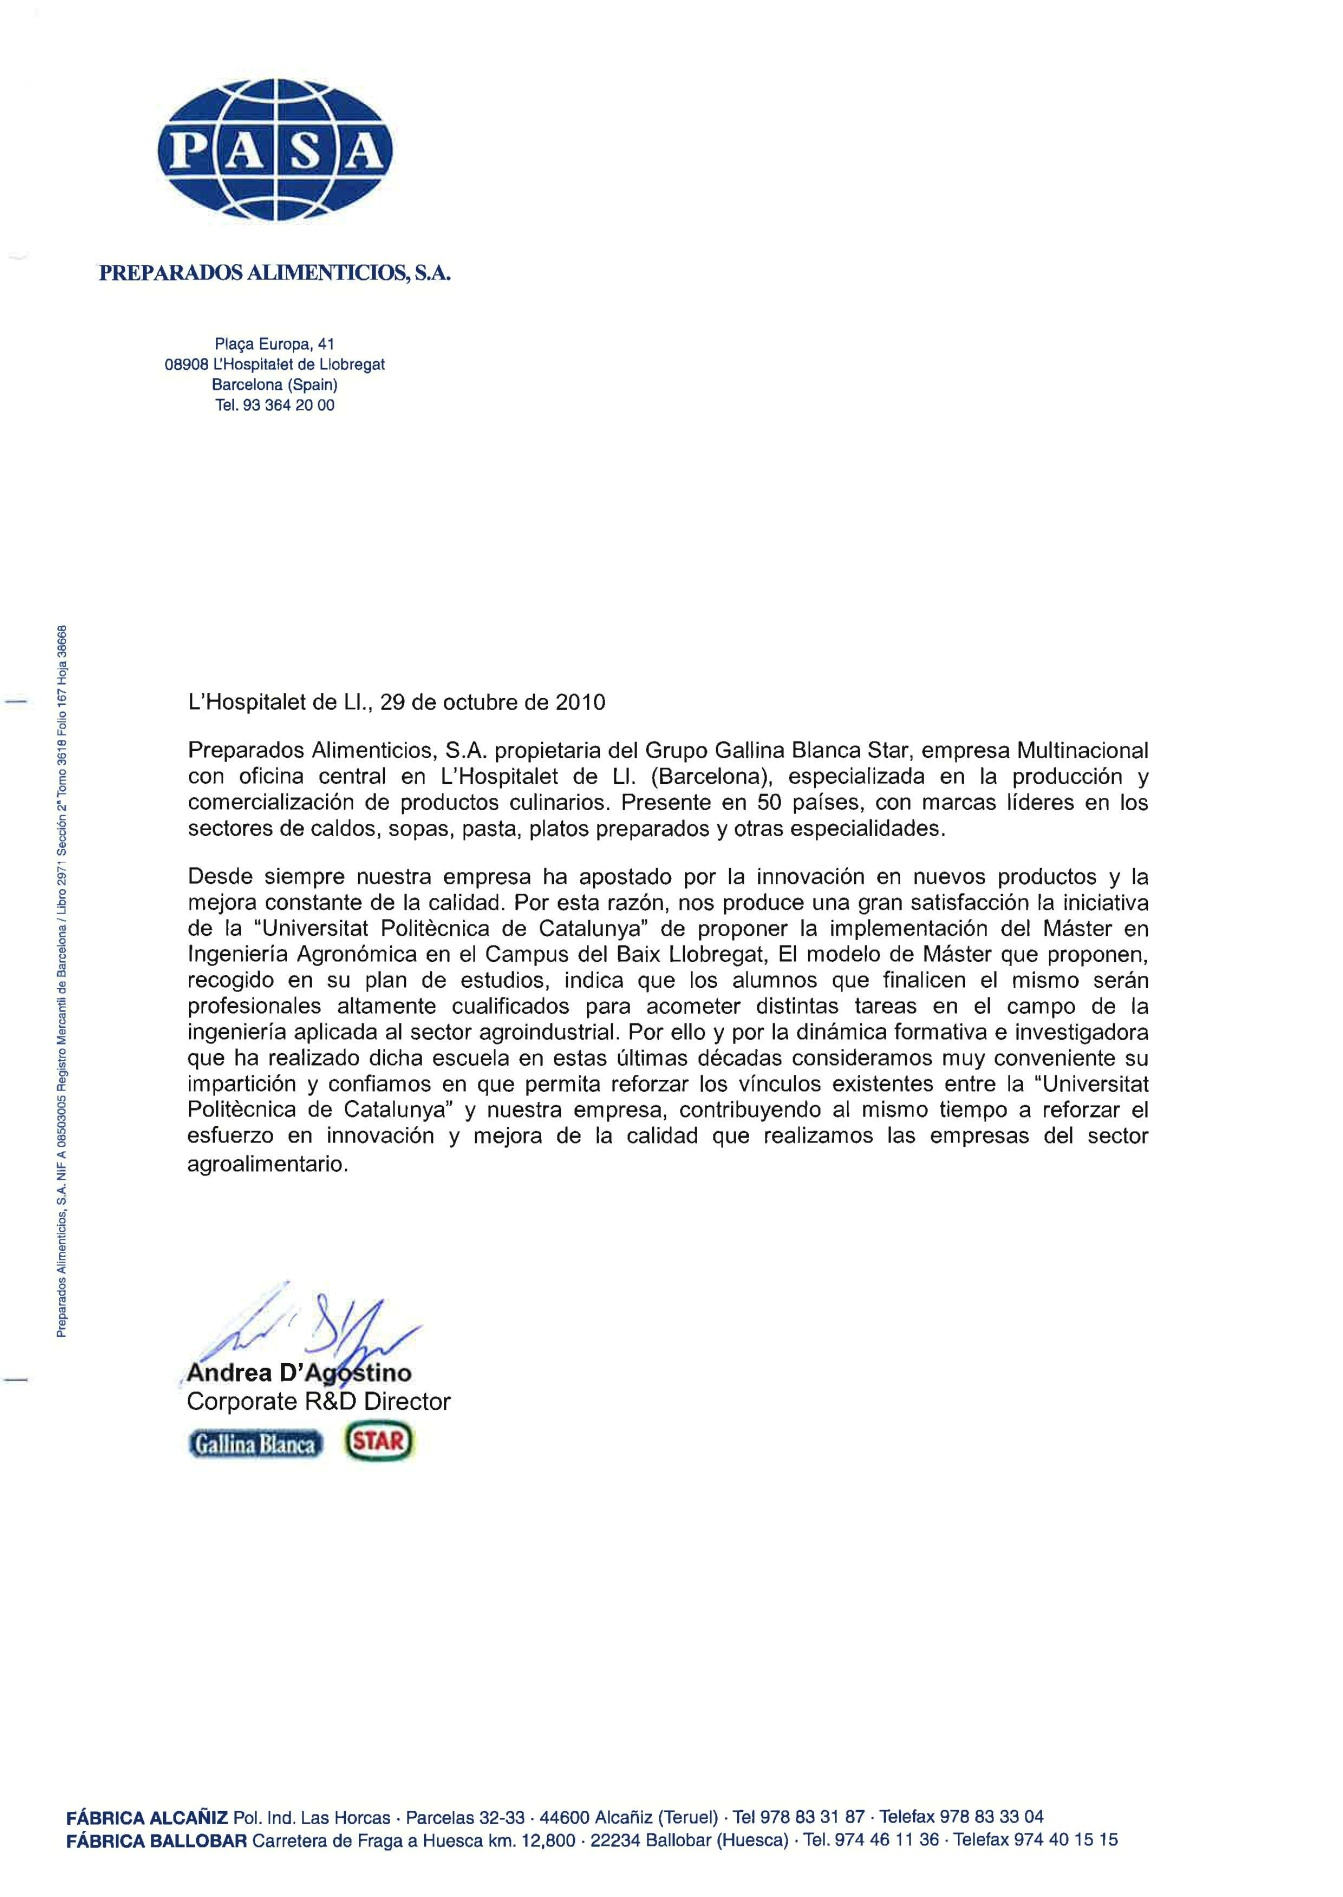 PASA
PREPARADOS ALIMENTICIOS, S.A.
Plaça Europa, 41
08908 L'Hospitalet de Llobregat
Barcelona (Spain)
Tel. 93 364 20 00
Preparados Alimenticios, S.A. NIF A 08503005 Registro Mercantil de Barcelona / Libro 2971 Sección 2ª Tomo 3618 Folio 167 Hoja 38668
L'Hospitalet de Ll., 29 de octubre de 2010
Preparados Alimenticios, S.A. propietaria del Grupo Gallina Blanca Star, empresa Multinacional
con oficina central en L'Hospitalet de Ll. (Barcelona), especializada en la producción y
comercialización de productos culinarios. Presente en 50 países, con marcas líderes en los
sectores de caldos, sopas, pasta, platos preparados y otras especialidades.
Desde siempre nuestra empresa ha apostado por la innovación en nuevos productos y la
mejora constante de la calidad. Por esta razón, nos produce una gran satisfacción la iniciativa
de la "Universitat Politècnica de Catalunya" de proponer la implementación del Máster en
Ingeniería Agronómica en el Campus del Baix Llobregat, El modelo de Máster que proponen,
recogido en su plan de estudios, indica que los alumnos que finalicen el mismo serán
profesionales altamente cualificados para acometer distintas tareas en el campo de la
ingeniería aplicada al sector agroindustrial. Por ello y por la dinámica formativa e investigadora
que ha realizado dicha escuela en estas últimas décadas consideramos muy conveniente su
impartición y confiamos en que permita reforzar los vínculos existentes entre la "Universitat
Politècnica de Catalunya" y nuestra empresa, contribuyendo al mismo tiempo a reforzar el
esfuerzo en innovación y mejora de la calidad que realizamos las empresas del sector
agroalimentario.
Andrea D'Agostino
Corporate R&D Director
Gallina Blanca STAR
FÁBRICA ALCAÑIZ Pol. Ind. Las Horcas · Parcelas 32-33 · 44600 Alcañiz (Teruel) · Tel 978 83 31 87 · Telefax 978 83 33 04
FÁBRICA BALLOBAR Carretera de Fraga a Huesca km. 12,800 · 22234 Ballobar (Huesca) · Tel. 974 46 11 36 · Telefax 974 40 15 15